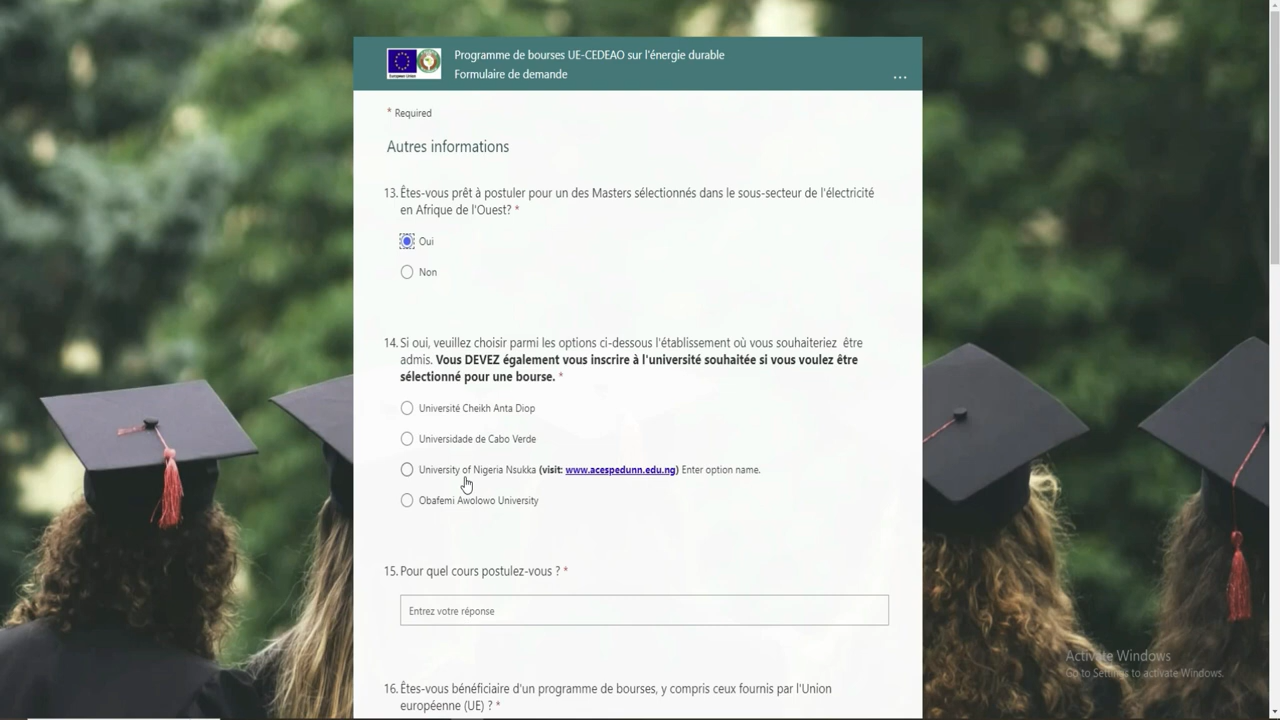 European Union
Programme de bourses UE-CEDEAO sur l'énergie durable
Formulaire de demande
...
* Required
Autres informations
13. Êtes-vous prêt à postuler pour un des Masters sélectionnés dans le sous-secteur de l'électricité
en Afrique de l'Ouest? *
Oui
Non
14. Si oui, veuillez choisir parmi les options ci-dessous l'établissement où vous souhaiteriez être
admis. Vous DEVEZ également vous inscrire à l'université souhaitée si vous voulez être
sélectionné pour une bourse. *
Université Cheikh Anta Diop
Universidade de Cabo Verde
University of Nigeria Nsukka (visit: www.acespedunn.edu.ng) Enter option name.
Obafemi Awolowo University
15. Pour quel cours postulez-vous ? *
Entrez votre réponse
16. Êtes-vous bénéficiaire d'un programme de bourses, y compris ceux fournis par l'Union
européenne (UE) ? *
Activate Windows
Go to Settings to activate Windows.